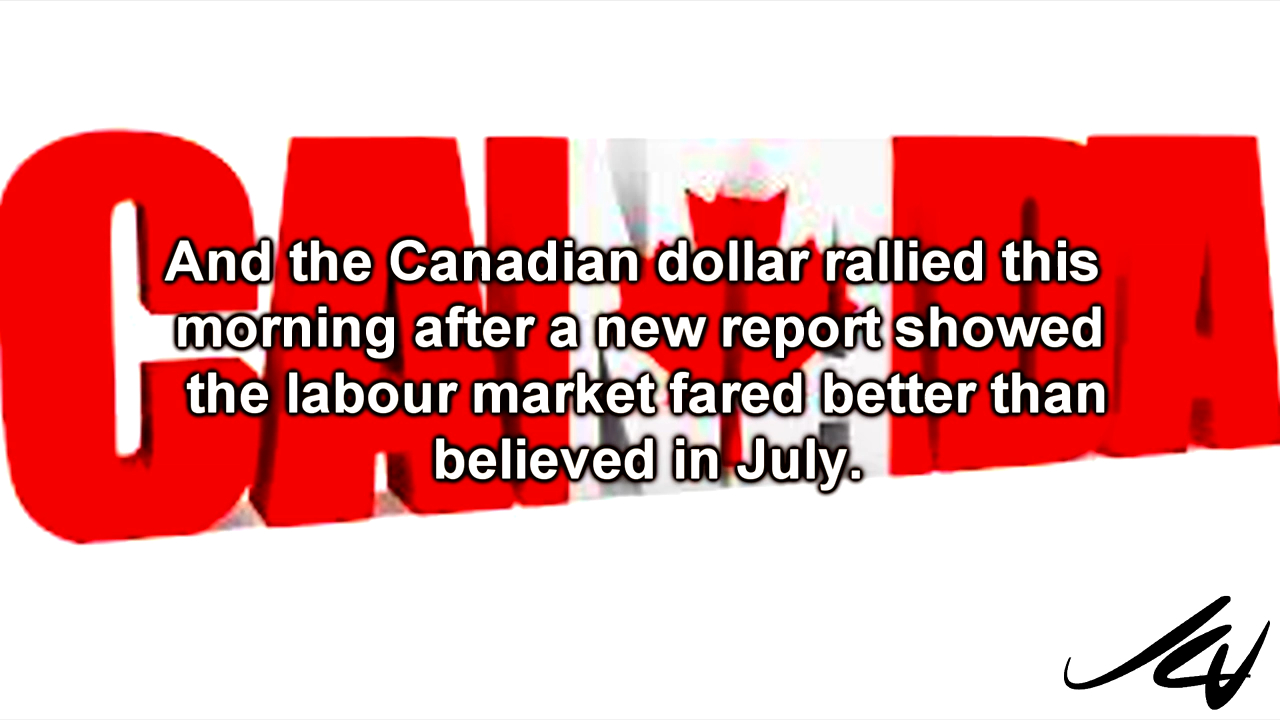 CANADA
And the Canadian dollar rallied this
morning after a new report showed
the labour market fared better than
believed in July.